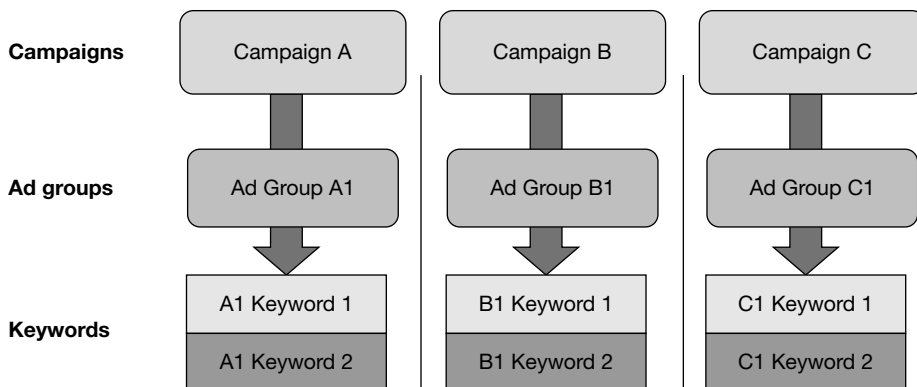 Campaigns
Campaign A
Campaign B
Campaign C
Ad groups
Ad Group A1
Ad Group B1
Ad Group C1
Keywords
A1 Keyword 1
B1 Keyword 1
C1 Keyword 1
A1 Keyword 2
B1 Keyword 2
C1 Keyword 2